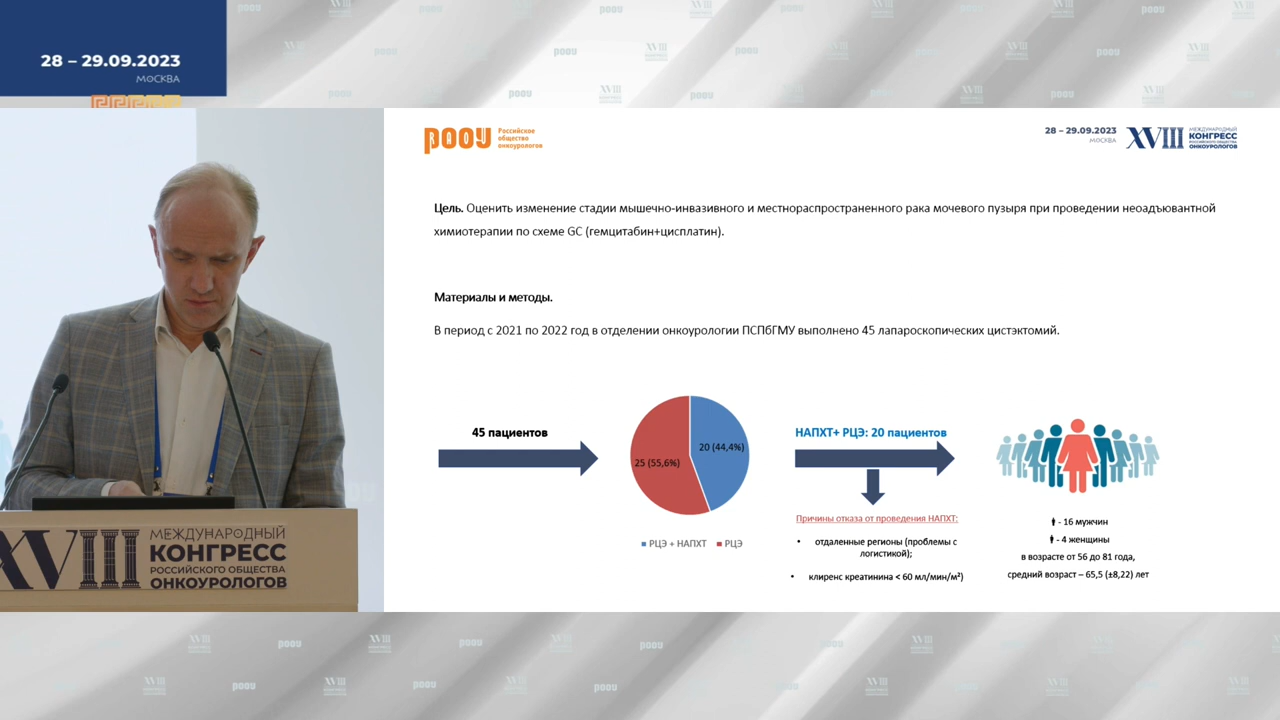 28 – 29.09.2023
МОСКВА
РООУ
Российское
общество
онкоурологов
28 – 29.09.2023
МОСКВА
XVIII
МЕЖДУНАРОДНЫЙ
КОНГРЕСС
РОССИЙСКОГО ОБЩЕСТВА
ОНКОУРОЛОГОВ
Цель. Оценить изменение стадии мышечно-инвазивного и местнораспространенного рака мочевого пузыря при проведении неоадъювантной
химиотерапии по схеме GC (гемцитабин+цисплатин).
Материалы и методы.
В период с 2021 по 2022 год в отделении онкоурологии ПСПбГМУ выполнено 45 лапароскопических цистэктомий.
45 пациентов
20 (44,4%)
25 (55,6%)
РЦЭ + НАПХТ РЦЭ
НАПХТ+ РЦЭ: 20 пациентов
Причины отказа от проведения НАПХТ:
• отдаленные регионы (проблемы с
логистикой);
• клиренс креатинина < 60 мл/мин/м²)
- 16 мужчин
- 4 женщины
в возрасте от 56 до 81 года,
средний возраст – 65,5 (±8,22) лет
XVIII
МЕЖДУНАРОДНЫЙ
КОНГРЕСС
РОССИЙСКОГО ОБЩЕСТВА
ОНКОУРОЛОГОВ